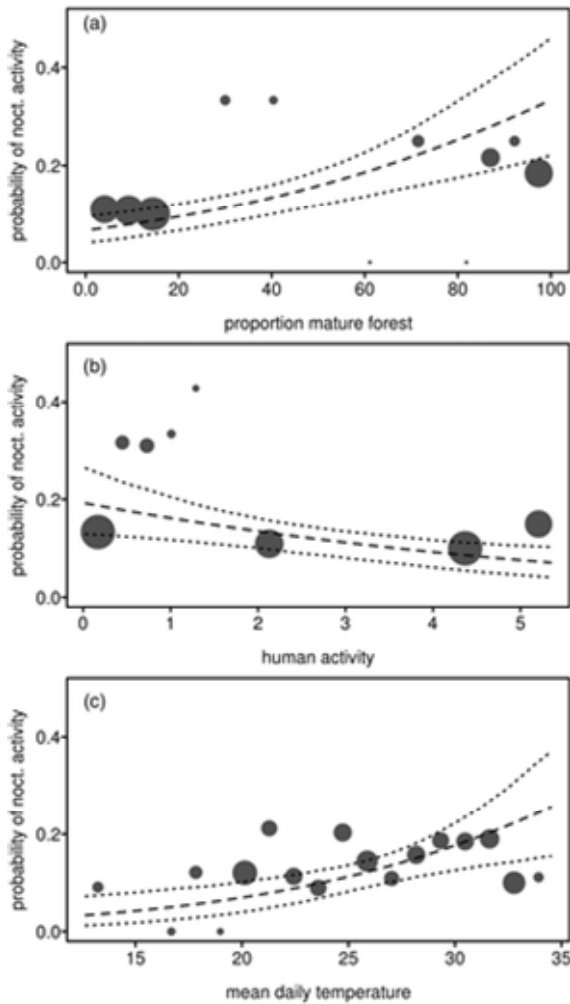 (a)
probability of noct. activity
0.4
0.2
0.0
0.0 20 40 60 80 100
proportion mature forest
(b)
probability of noct. activity
0.4
0.2
0.0
0 1 2 3 4 5
human activity
(c)
probability of noct. activity
0.4
0.2
0.0
15 20 25 30 35
mean daily temperature